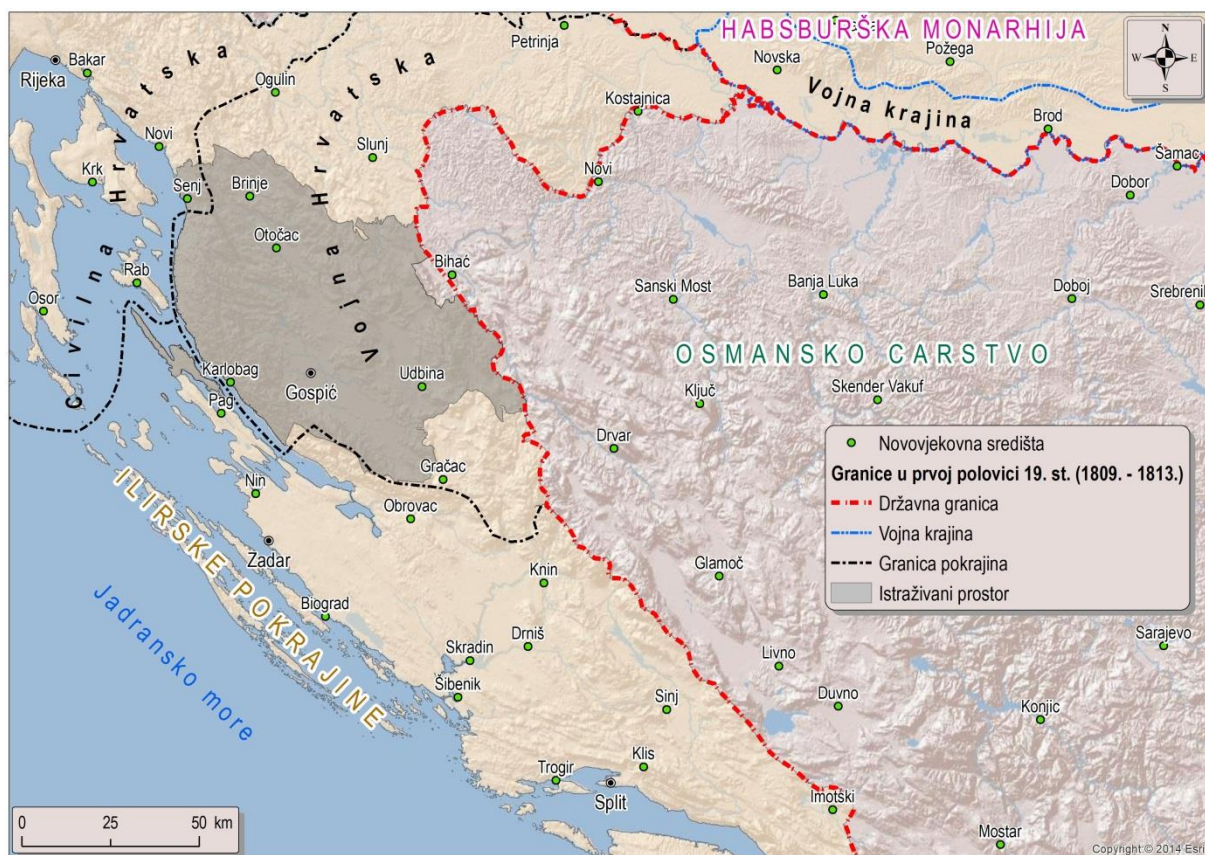 HABSBURŠKA MONARHIJA
N
W E
S
Petrinja
Novska
Požega
Bakar
Rijeka
Ogulin
Civilna Hrvatska
Vojna Hrvatska
Vojna krajina
Kostajnica
Brod
Novi
Slunj
Šamac
Krk
Novi
Dobor
Senj
Brinje
Otočac
Rab
Bihać
Osor
Sanski Most
Banja Luka
Doboj
Srebrenik
OSMANSKO CARSTVO
Karlobag
Gospić
Udbina
Pag
Ključ
Skender Vakuf
Drvar
Gračac
Nin
Obrovac
Zadar
ILIRSKE POKRAJINE
Jadransko more
Knin
Glamoč
Biograd
Drniš
Skradin
Šibenik
Sinj
Livno
Duvno
Sarajevo
Konjic
Klis
Trogir
Split
Imotski
Mostar
Novovjekovna središta
Granice u prvoj polovici 19. st. (1809. - 1813.)
Državna granica
Vojna krajina
Granica pokrajina
Istraživani prostor
0 25 50 km
Copyright:© 2014 Esri